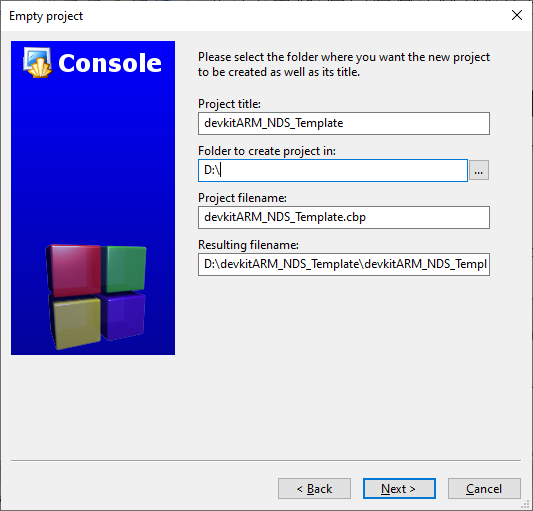 Empty project
Console
Please select the folder where you want the new project
to be created as well as its title.
Project title:
devkitARM_NDS_Template
Folder to create project in:
D:\
...
Project filename:
devkitARM_NDS_Template.cbp
Resulting filename:
D:\devkitARM_NDS_Template\devkitARM_NDS_Templ
< Back
Next >
Cancel